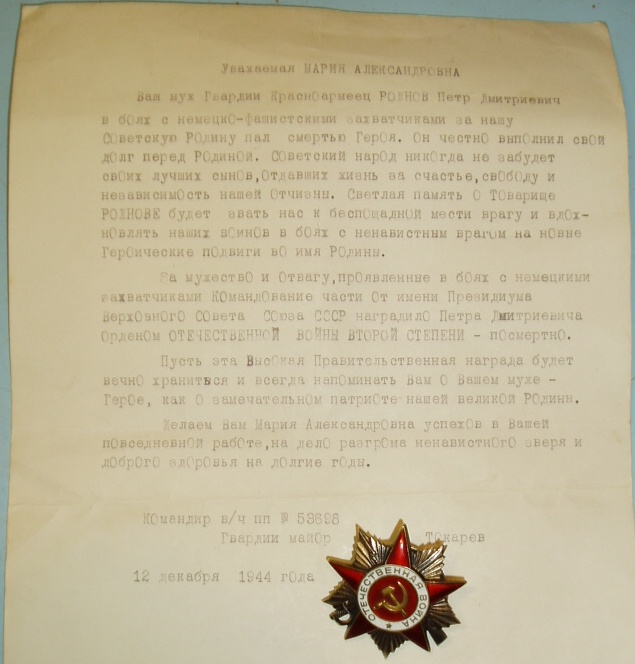 Уважаемая МАРИЯ АЛЕКСАНДРОВНА
Ваш муж Гвардии Красноармеец РОДНОВ Петр Дмитриевич
в боях с немецко-фашистскими захватчиками за нашу
Советскую Родину пал смертью Героя. Он честно выполнил свой
долг перед Родиной. Советский народ никогда не забудет
своих лучших сынов, отдавших жизнь за счастье, свободу и
независимость нашей Отчизны. Светлая память о товарище
РОДНОВЕ будет звать нас к беспощадной мести врагу и вдох-
новлять наших воинов в боях с ненавистным врагом на новые
Героические подвиги во имя Родины.
За мужество и отвагу, проявленные в боях с немецкими
захватчиками Командование части от имени Президиума
Верховного Совета Союза СССР наградило Петра Дмитриевича
Орденом ОТЕЧЕСТВЕННОЙ ВОЙНЫ ВТОРОЙ СТЕПЕНИ - посмертно.
Пусть эта Высокая Правительственная награда будет
вечно храниться и всегда напоминать Вам о Вашем муже -
Герое, как о замечательном патриоте нашей великой Родины.
Желаем Вам Мария Александровна успехов в Вашей
повседневной работе, на дело разгрома ненавистного зверя и
доброго здоровья на долгие годы.
Командир в/ч пп № 53698
Гвардии майор Токарев
12 декабря 1944 года
ОТЕЧЕСТВЕННАЯ ВОЙНА